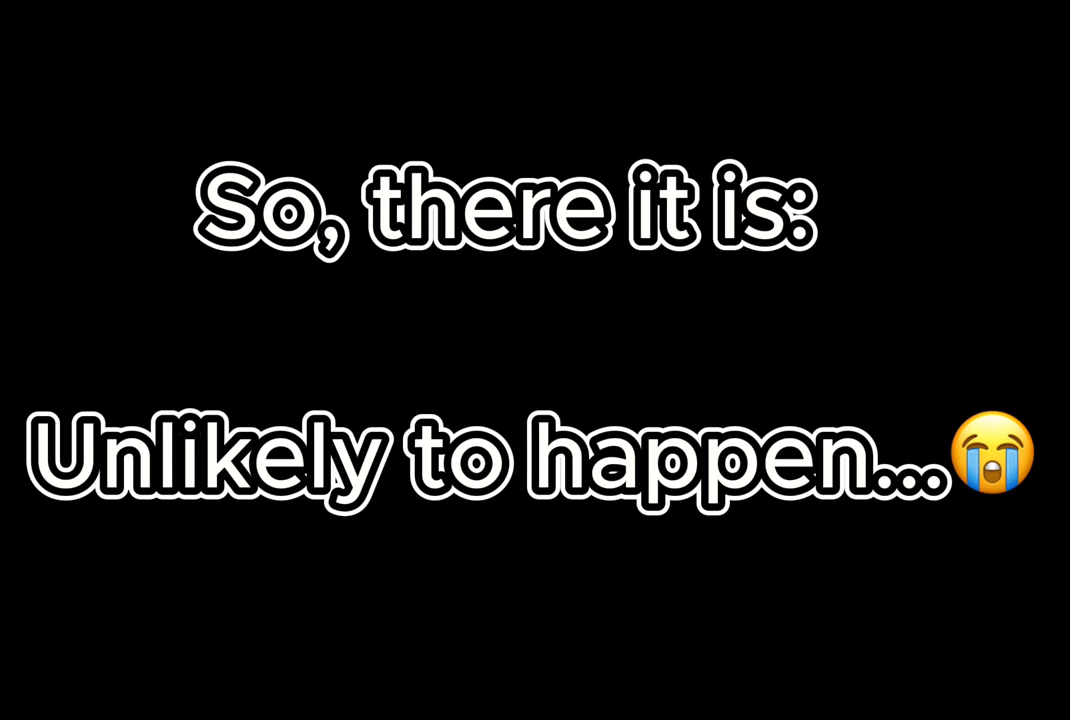 So, there it is:
Unlikely to happen...😭